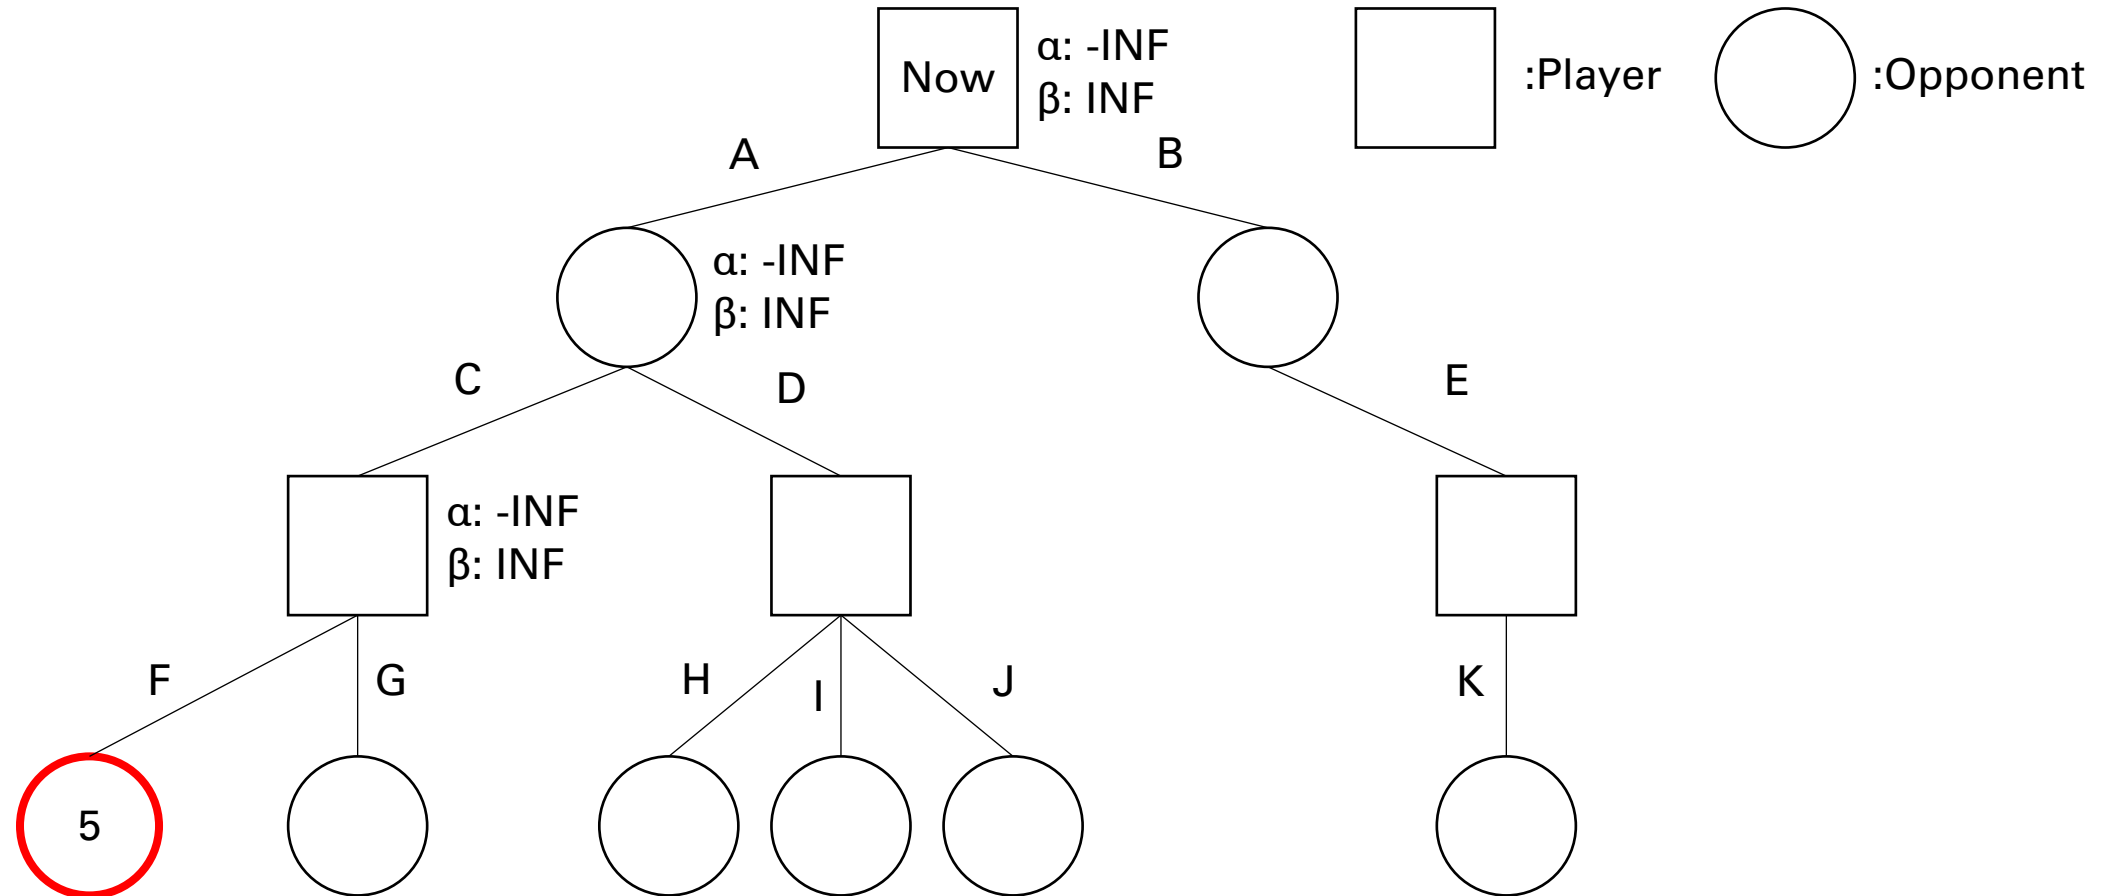 Now
α: -INF
β: INF
:Player
:Opponent
A
B
α: -INF
β: INF
C
D
E
α: -INF
β: INF
F
G
H
I
J
K
5